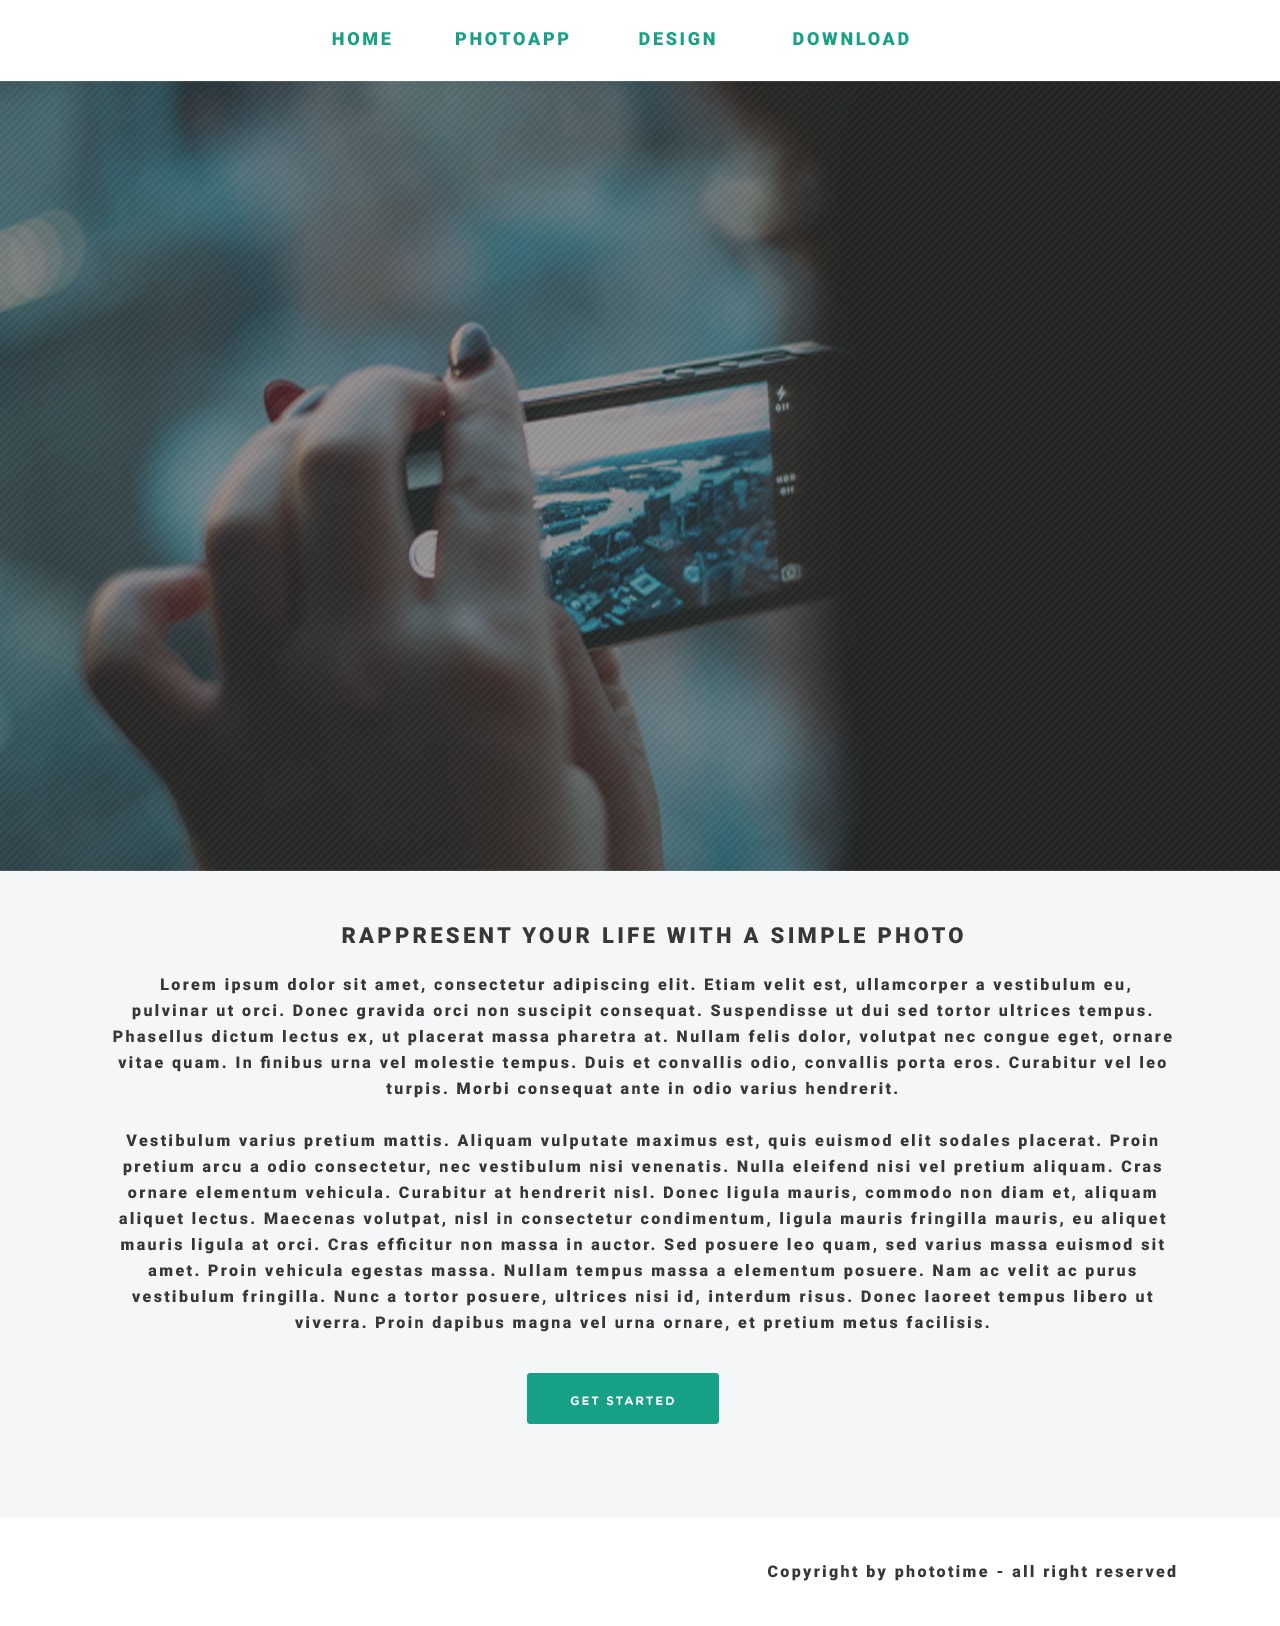 HOME PHOTOAPP DESIGN DOWNLOAD
Off
HDR
Off
RAPPRESENT YOUR LIFE WITH A SIMPLE PHOTO
Lorem ipsum dolor sit amet, consectetur adipiscing elit. Etiam velit est, ullamcorper a vestibulum eu,
pulvinar ut orci. Donec gravida orci non suscipit consequat. Suspendisse ut dui sed tortor ultrices tempus.
Phasellus dictum lectus ex, ut placerat massa pharetra at. Nullam felis dolor, volutpat nec congue eget, ornare
vitae quam. In finibus urna vel molestie tempus. Duis et convallis odio, convallis porta eros. Curabitur vel leo
turpis. Morbi consequat ante in odio varius hendrerit.
Vestibulum varius pretium mattis. Aliquam vulputate maximus est, quis euismod elit sodales placerat. Proin
pretium arcu a odio consectetur, nec vestibulum nisi venenatis. Nulla eleifend nisi vel pretium aliquam. Cras
ornare elementum vehicula. Curabitur at hendrerit nisl. Donec ligula mauris, commodo non diam et, aliquam
aliquet lectus. Maecenas volutpat, nisl in consectetur condimentum, ligula mauris fringilla mauris, eu aliquet
mauris ligula at orci. Cras efficitur non massa in auctor. Sed posuere leo quam, sed varius massa euismod sit
amet. Proin vehicula egestas massa. Nullam tempus massa a elementum posuere. Nam ac velit ac purus
vestibulum fringilla. Nunc a tortor posuere, ultrices nisi id, interdum risus. Donec laoreet tempus libero ut
viverra. Proin dapibus magna vel urna ornare, et pretium metus facilisis.
GET STARTED
Copyright by phototime - all right reserved